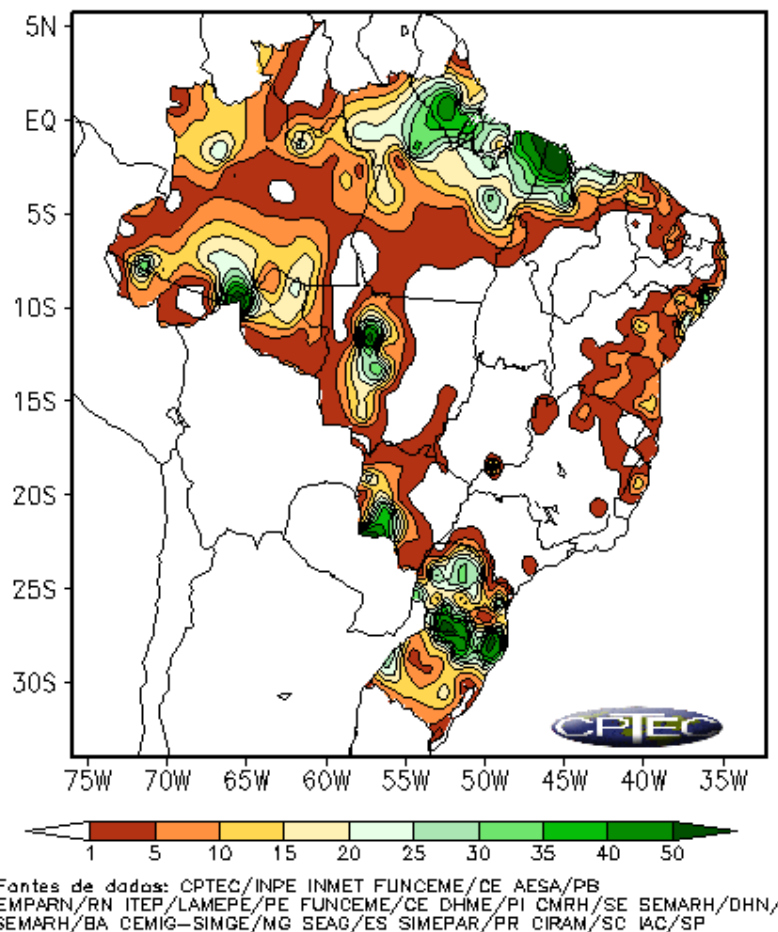 5N
EQ
5S
10S
15S
20S
25S
30S
CPTEC
75W 70W 65W 60W 55W 50W 45W 40W 35W
1 5 10 15 20 25 30 35 40 50
Fontes de dados: CPTEC/INPE INMET FUNCEME/CE AESA/PB
EMPARN/RN ITEP/LAMEPE/PE FUNCEME/CE DHME/PI CMRH/SE SEMARH/DHN/
SEMARH/BA CEMIG-SIMGE/MG SEAG/ES SIMEPAR/PR CIRAM/SC IAC/SP